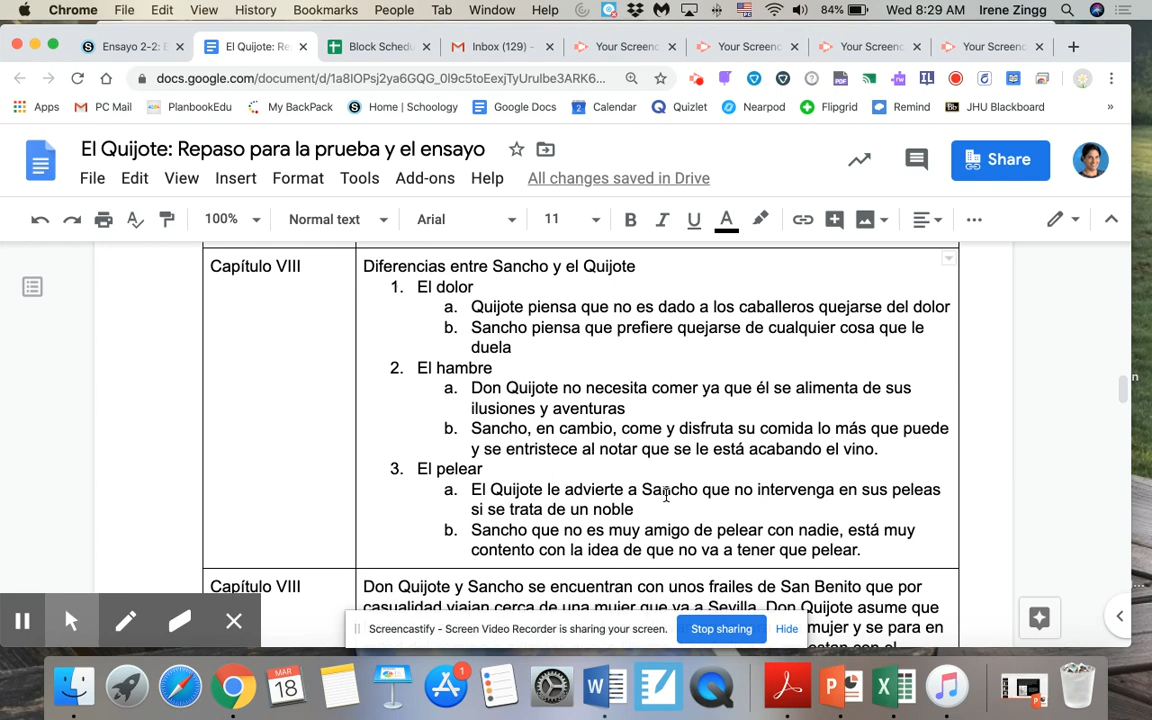 Chrome File Edit View History Bookmarks People Tab Window Help 84% Wed 8:29 AM Irene Zingg
Ensayo 2-2: E El Quijote: Re Block Schedu Inbox (129) - Your Screenc Your Screenc Your Screenc Your Screenc
docs.google.com/document/d/1a8IOPsj2ya6GQG_0I9c5toEexjTyUruIbe3ARK6...
Apps PC Mail PlanbookEdu My BackPack Home | Schoology Google Docs Calendar Quizlet Nearpod Flipgrid Remind JHU Blackboard »
El Quijote: Repaso para la prueba y el ensayo
Share
File Edit View Insert Format Tools Add-ons Help All changes saved in Drive
100% Normal text Arial 11 B I U A
Capítulo VIII Diferencias entre Sancho y el Quijote
1. El dolor
a. Quijote piensa que no es dado a los caballeros quejarse del dolor
b. Sancho piensa que prefiere quejarse de cualquier cosa que le
duela
2. El hambre
a. Don Quijote no necesita comer ya que él se alimenta de sus
ilusiones y aventuras
b. Sancho, en cambio, come y disfruta su comida lo más que puede
y se entristece al notar que se le está acabando el vino.
3. El pelear
a. El Quijote le advierte a Sancho que no intervenga en sus peleas
si se trata de un noble
b. Sancho que no es muy amigo de pelear con nadie, está muy
contento con la idea de que no va a tener que pelear.
Capítulo VIII Don Quijote y Sancho se encuentran con unos frailes de San Benito que por
casualidad viajan cerca de una mujer que va a Sevilla. Don Quijote asume que
mujer y se para en
Screencastify - Screen Video Recorder is sharing your screen. Stop sharing Hide
MAR
18
1